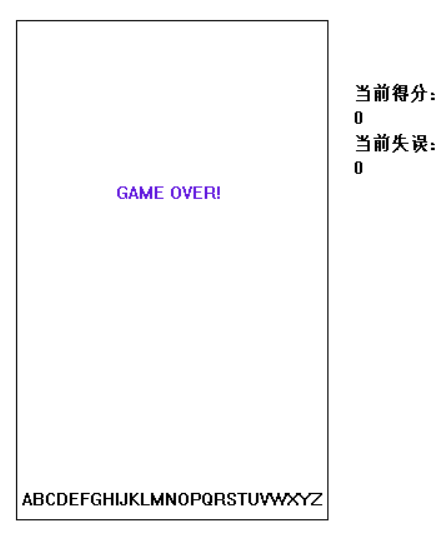 当前得分:
0
当前失误:
0
GAME OVER!
ABCDEFGHIJKLMNOPQRSTUVWXYZ